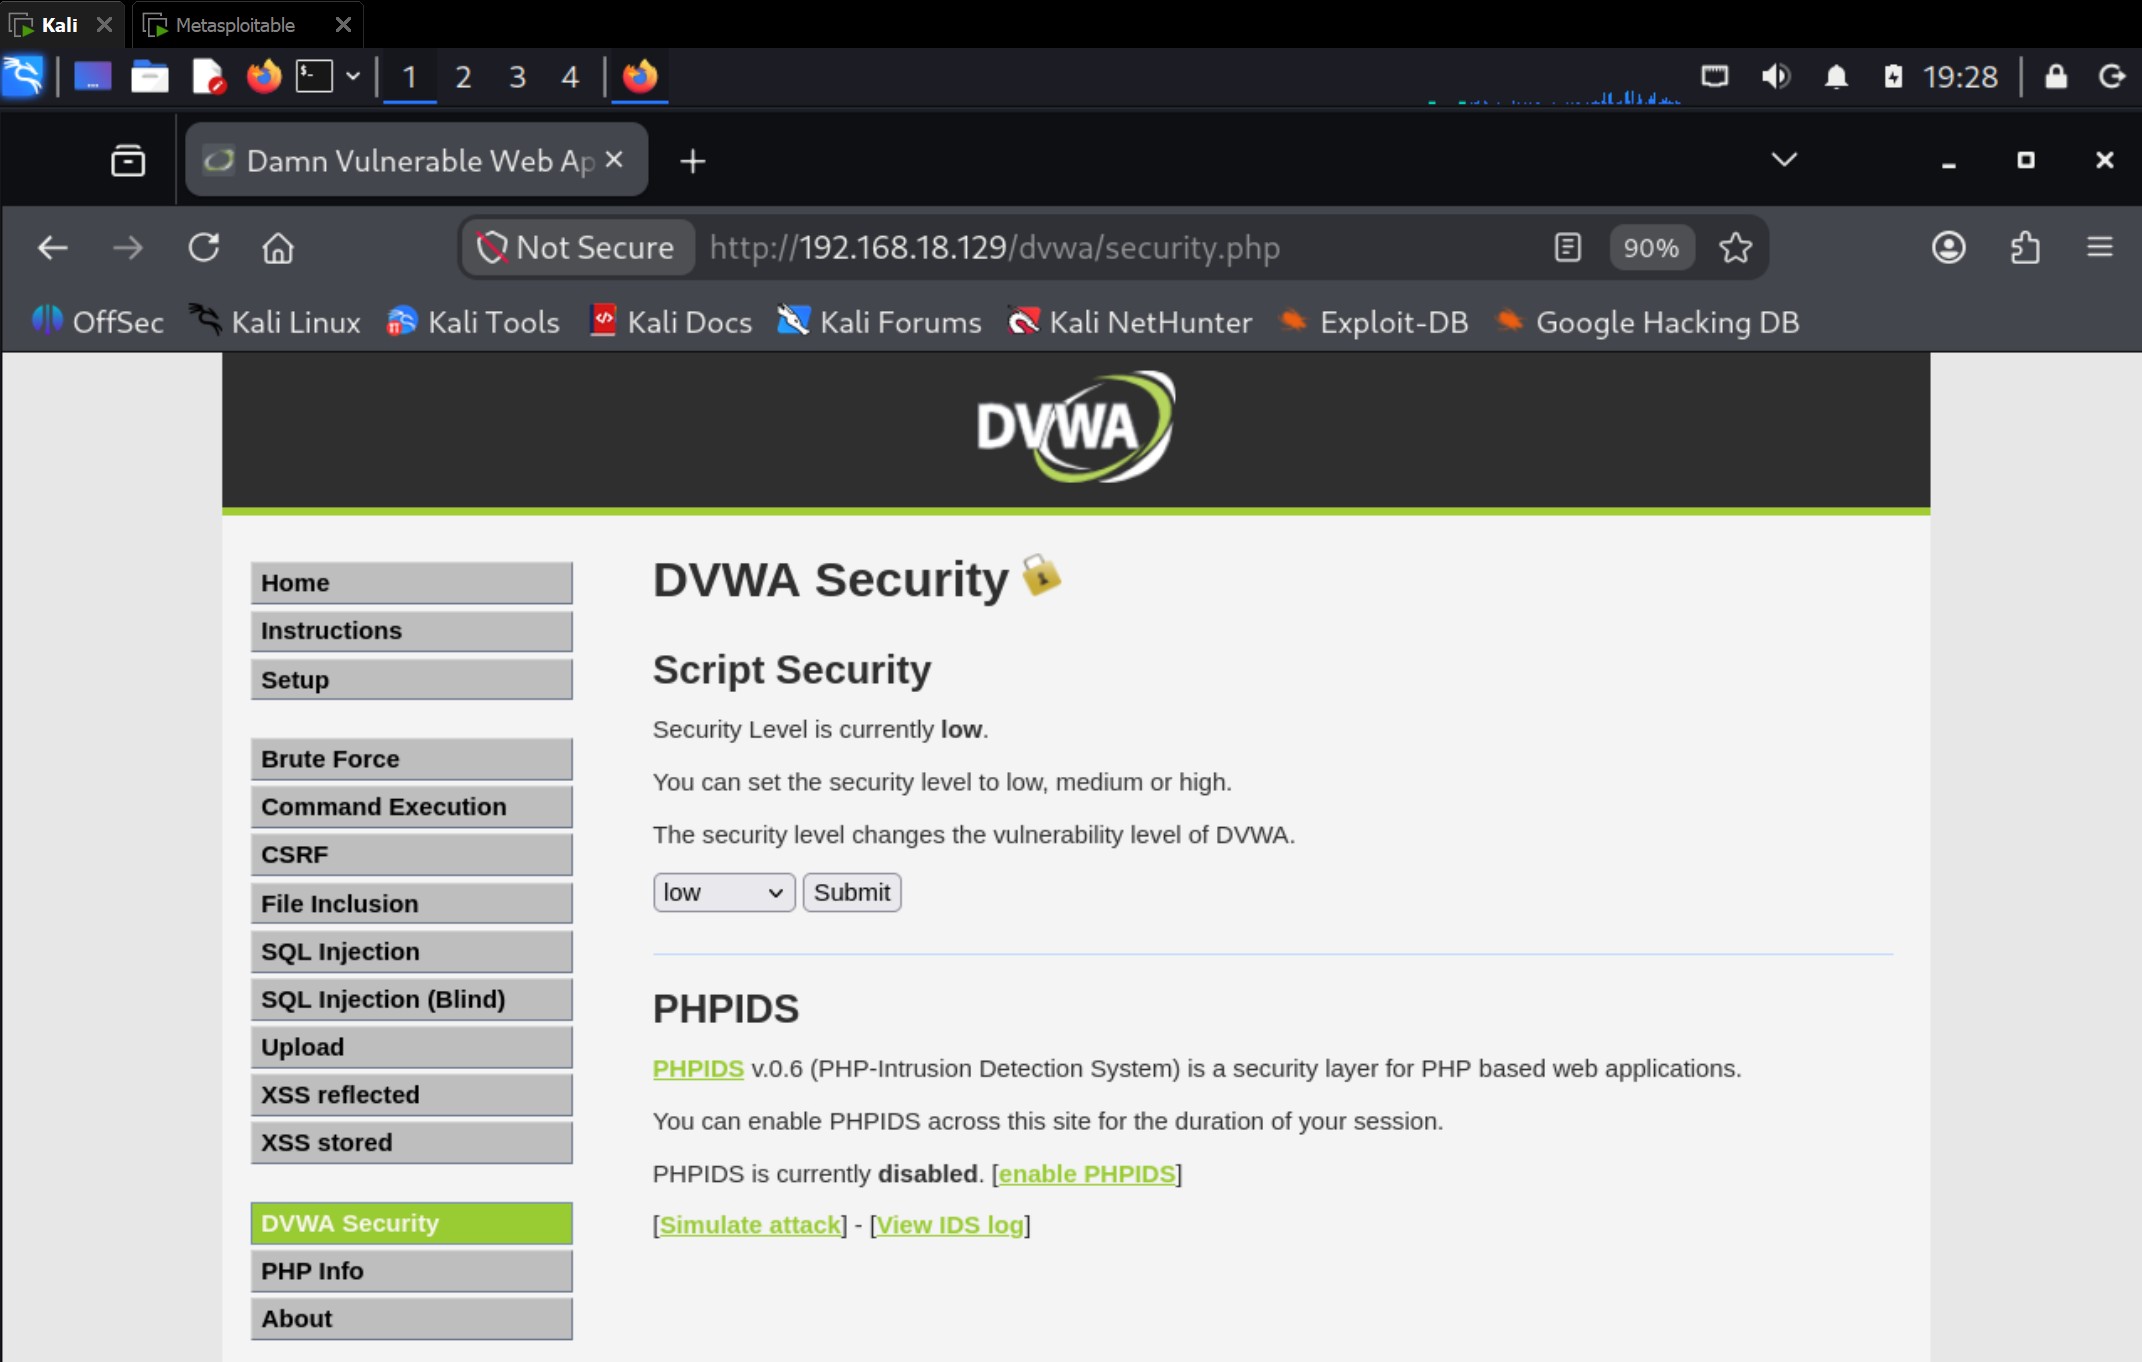 Kali
Metasploitable
1 2 3 4
19:28
Damn Vulnerable Web Ap
Not Secure
http://192.168.18.129/dvwa/security.php
90%
OffSec
Kali Linux
Kali Tools
Kali Docs
Kali Forums
Kali NetHunter
Exploit-DB
Google Hacking DB
DVWA
Home
Instructions
Setup
Brute Force
Command Execution
CSRF
File Inclusion
SQL Injection
SQL Injection (Blind)
Upload
XSS reflected
XSS stored
DVWA Security
PHP Info
About
DVWA Security
Script Security
Security Level is currently low.
You can set the security level to low, medium or high.
The security level changes the vulnerability level of DVWA.
low
Submit
PHPIDS
PHPIDS v.0.6 (PHP-Intrusion Detection System) is a security layer for PHP based web applications.
You can enable PHPIDS across this site for the duration of your session.
PHPIDS is currently disabled. [enable PHPIDS]
[Simulate attack] - [View IDS log]